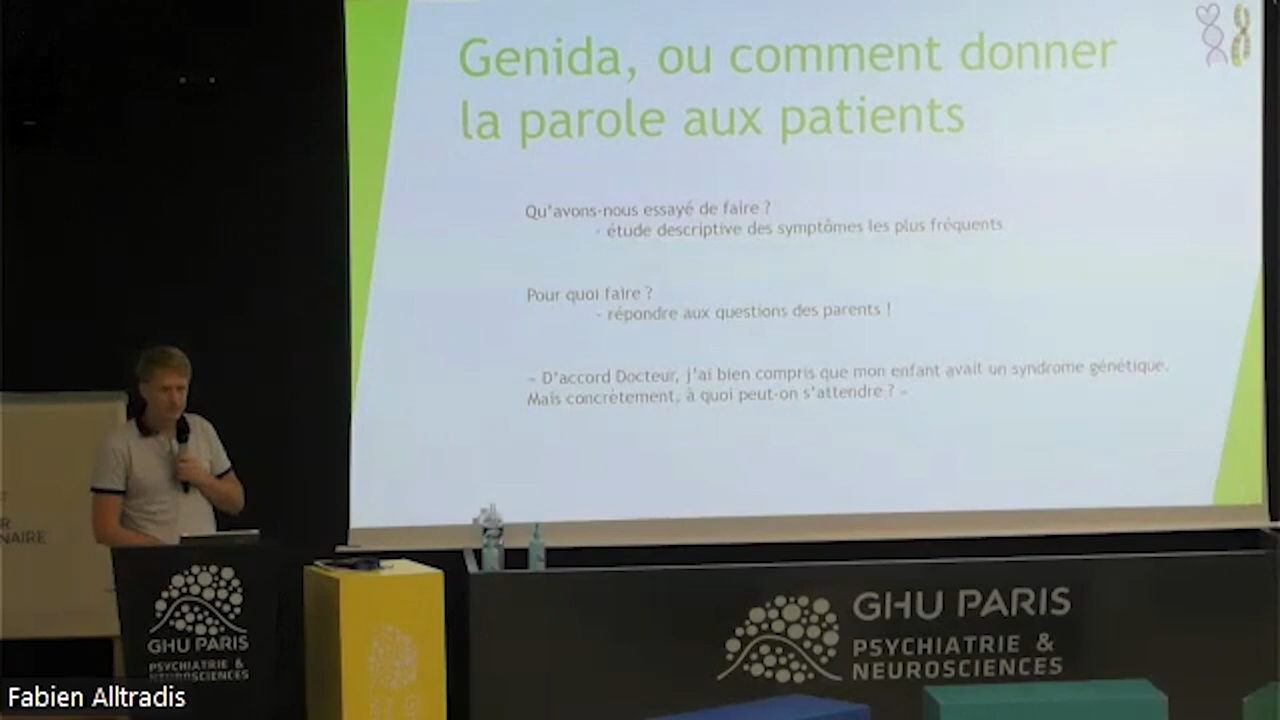 Genida, ou comment donner
la parole aux patients
Qu'avons-nous essayé de faire ?
- étude descriptive des symptômes les plus fréquents
Pour quoi faire ?
- répondre aux questions des parents !
« D'accord Docteur, j'ai bien compris que mon enfant avait un syndrome génétique.
Mais concrètement, à quoi peut-on s'attendre ? »
NAIRE
GHU PARIS
PSYCHIATRIE &
NEUROSCIENCES
GHU PARIS
PSYCHIATRIE &
NEUROSCIENCES
Fabien Alltradis